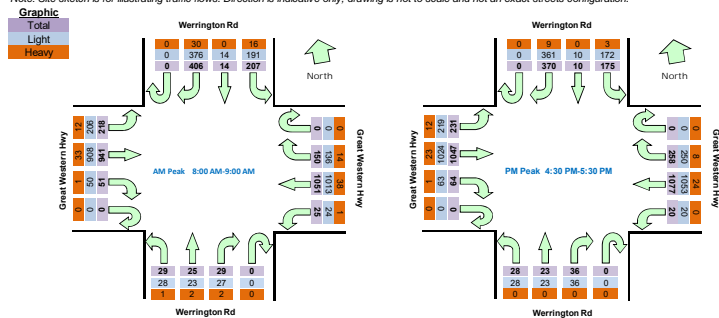 Note: Site sketch is for illustrating traffic flows. Direction is indicative only, drawing is not to scale and not an exact streets configuration.
Graphic
Total
Light
Heavy
Werrington Rd
0 30 0 16
0 376 14 191
0 406 14 207
North
Great Western Hwy
12 206 218
33 908 941
1 50 51
0 0 0
AM Peak 8:00 AM-9:00 AM
0 0 0
150 136 14
1051 1013 38
25 24 1
Great Western Hwy
29 25 29 0
28 23 27 0
1 2 2 0
Werrington Rd
Werrington Rd
0 9 0 3
0 361 10 172
0 370 10 175
North
Great Western Hwy
12 219 231
23 1024 1047
1 63 64
0 0 0
PM Peak 4:30 PM-5:30 PM
0 0 0
258 250 8
1077 1053 24
20 20 0
Great Western Hwy
28 23 36 0
28 23 36 0
0 0 0 0
Werrington Rd